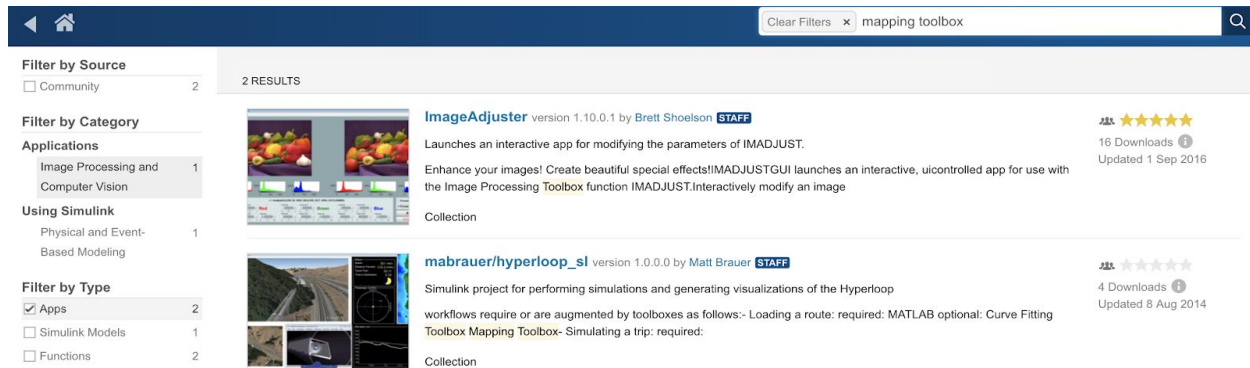 Clear Filters × mapping toolbox
Filter by Source
Community 2
Filter by Category
Applications
Image Processing and 1
Computer Vision
Using Simulink
Physical and Event- 1
Based Modeling
Filter by Type
Apps 2
Simulink Models 1
Functions 2
2 RESULTS
ImageAdjuster version 1.10.0.1 by Brett Shoelson STAFF
Launches an interactive app for modifying the parameters of IMADJUST.
Enhance your images! Create beautiful special effects!IMADJUSTGUI launches an interactive, uicontrolled app for use with
the Image Processing Toolbox function IMADJUST.Interactively modify an image
Collection
16 Downloads
Updated 1 Sep 2016
mabrauer/hyperloop_sl version 1.0.0.0 by Matt Brauer STAFF
Simulink project for performing simulations and generating visualizations of the Hyperloop
workflows require or are augmented by toolboxes as follows:- Loading a route: required: MATLAB optional: Curve Fitting
Toolbox Mapping Toolbox- Simulating a trip: required:
Collection
4 Downloads
Updated 8 Aug 2014